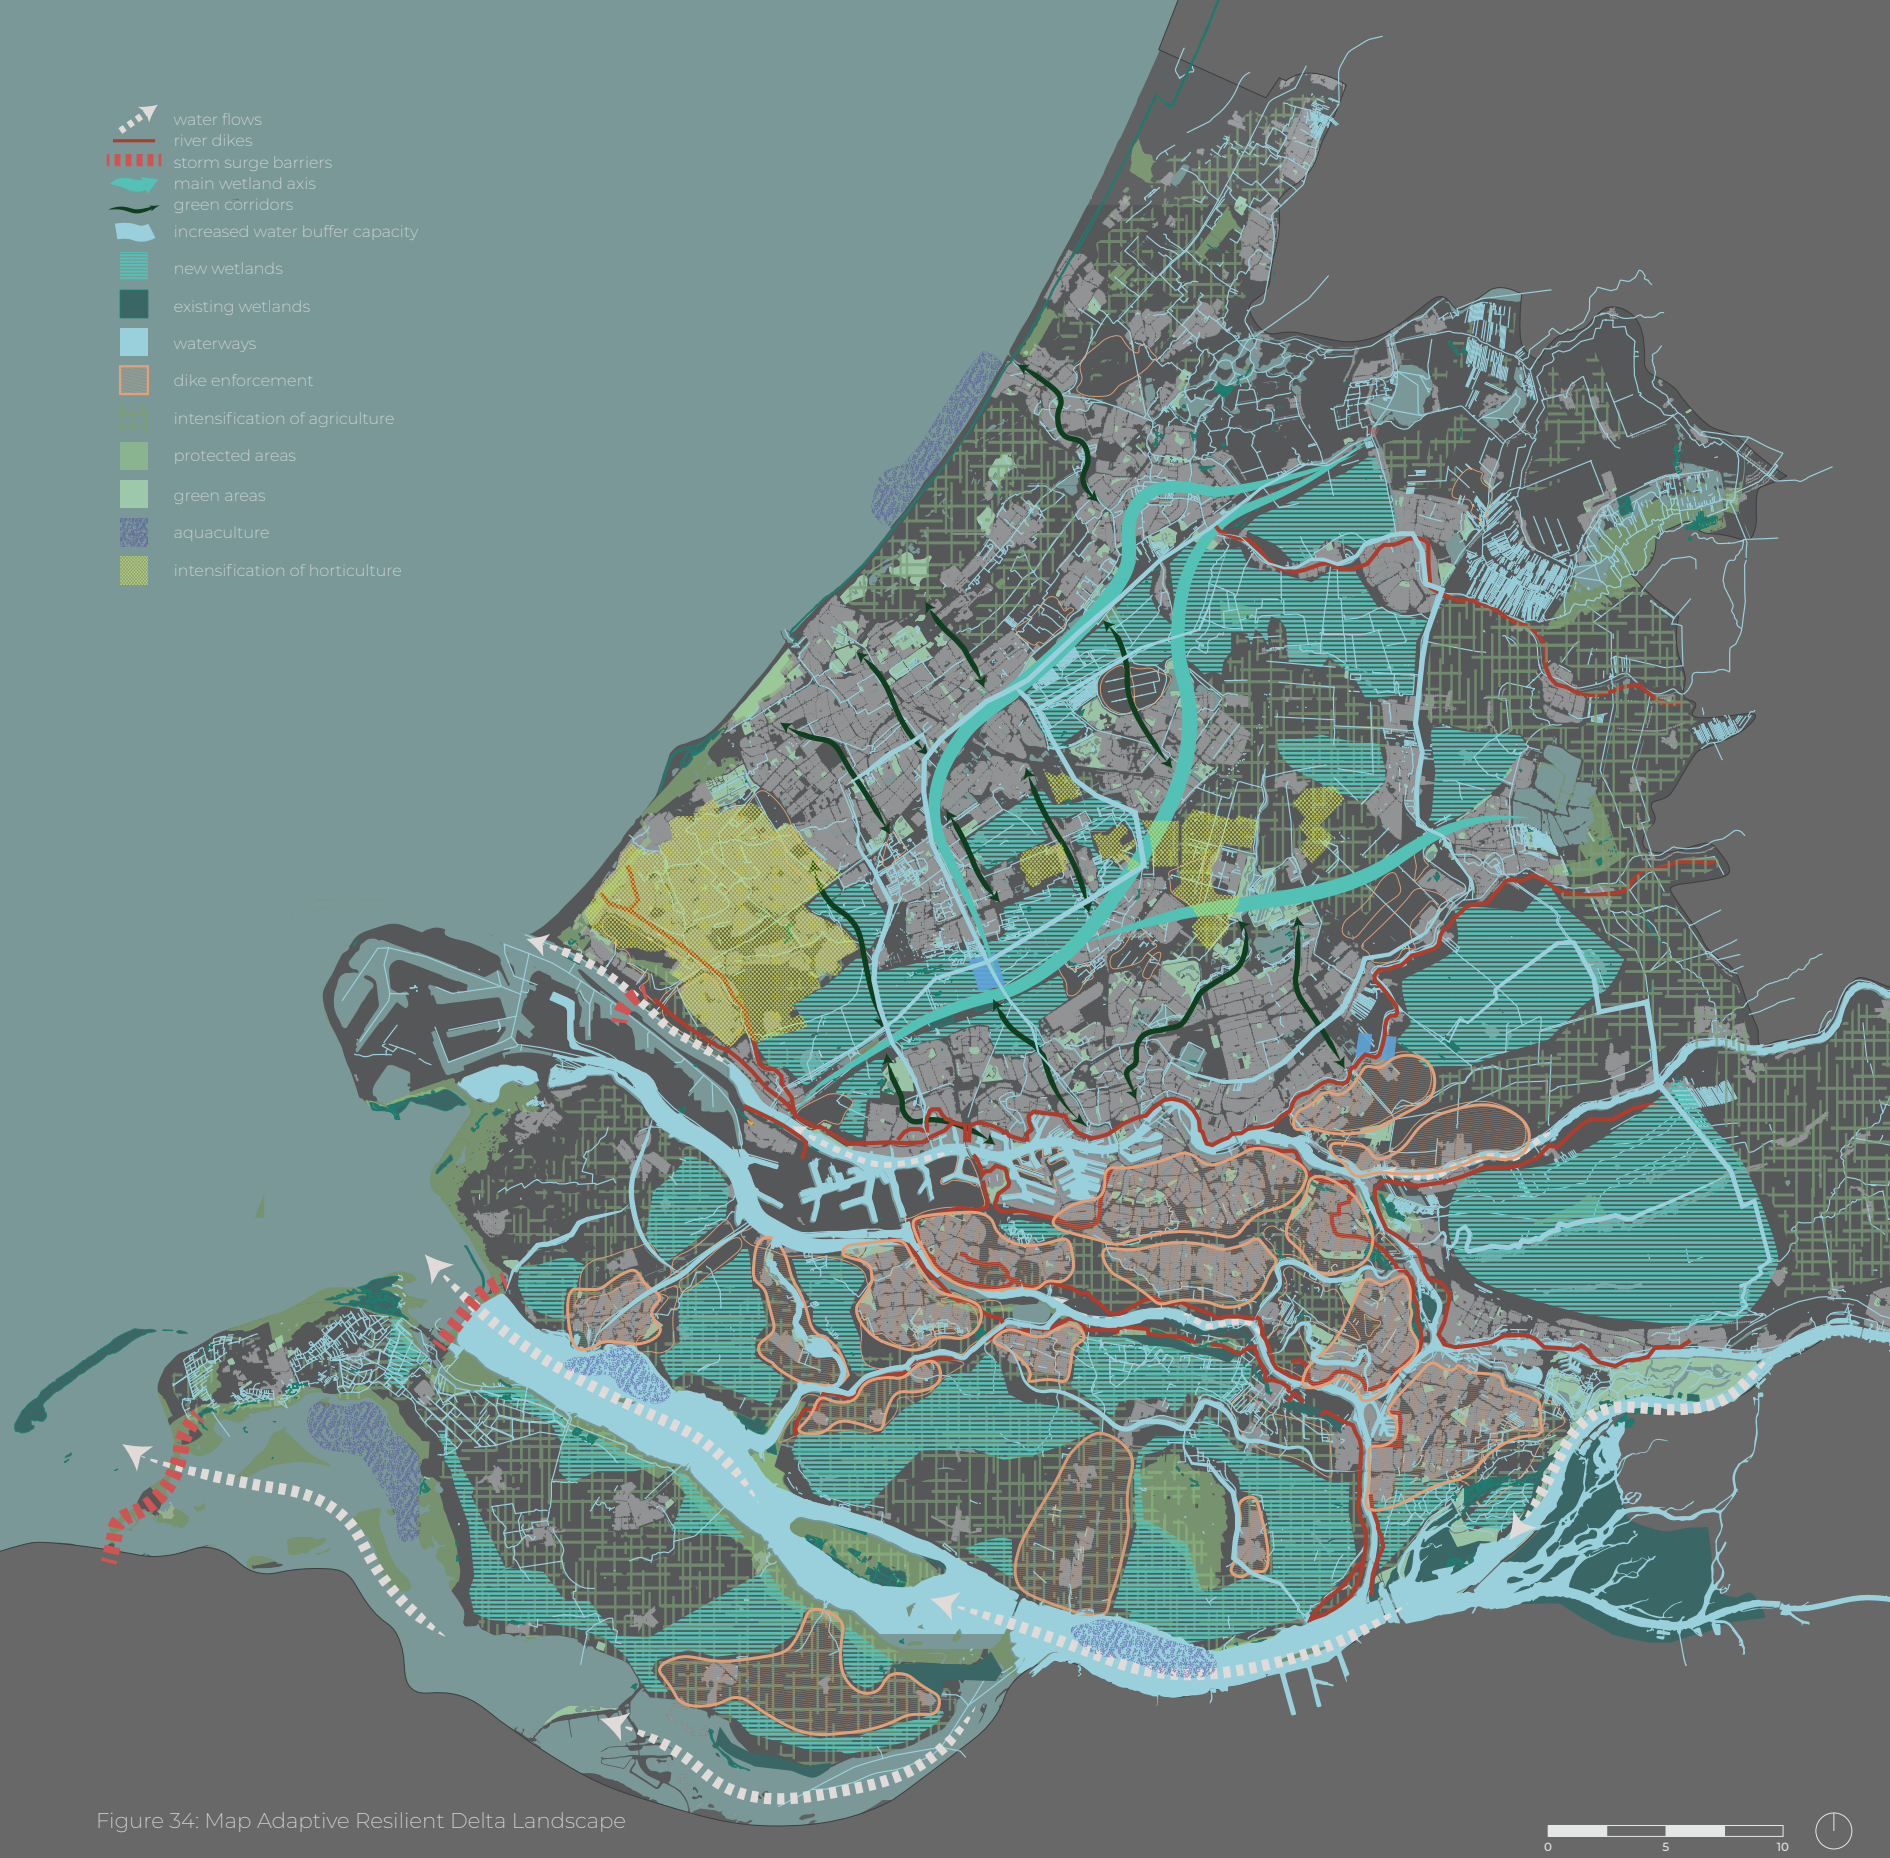 water flows
river dikes
storm surge barriers
main wetland axis
green corridors
increased water buffer capacity
new wetlands
existing wetlands
waterways
dike enforcement
intensification of agriculture
protected areas
green areas
aquaculture
intensification of horticulture
Figure 34: Map Adaptive Resilient Delta Landscape
0 5 10